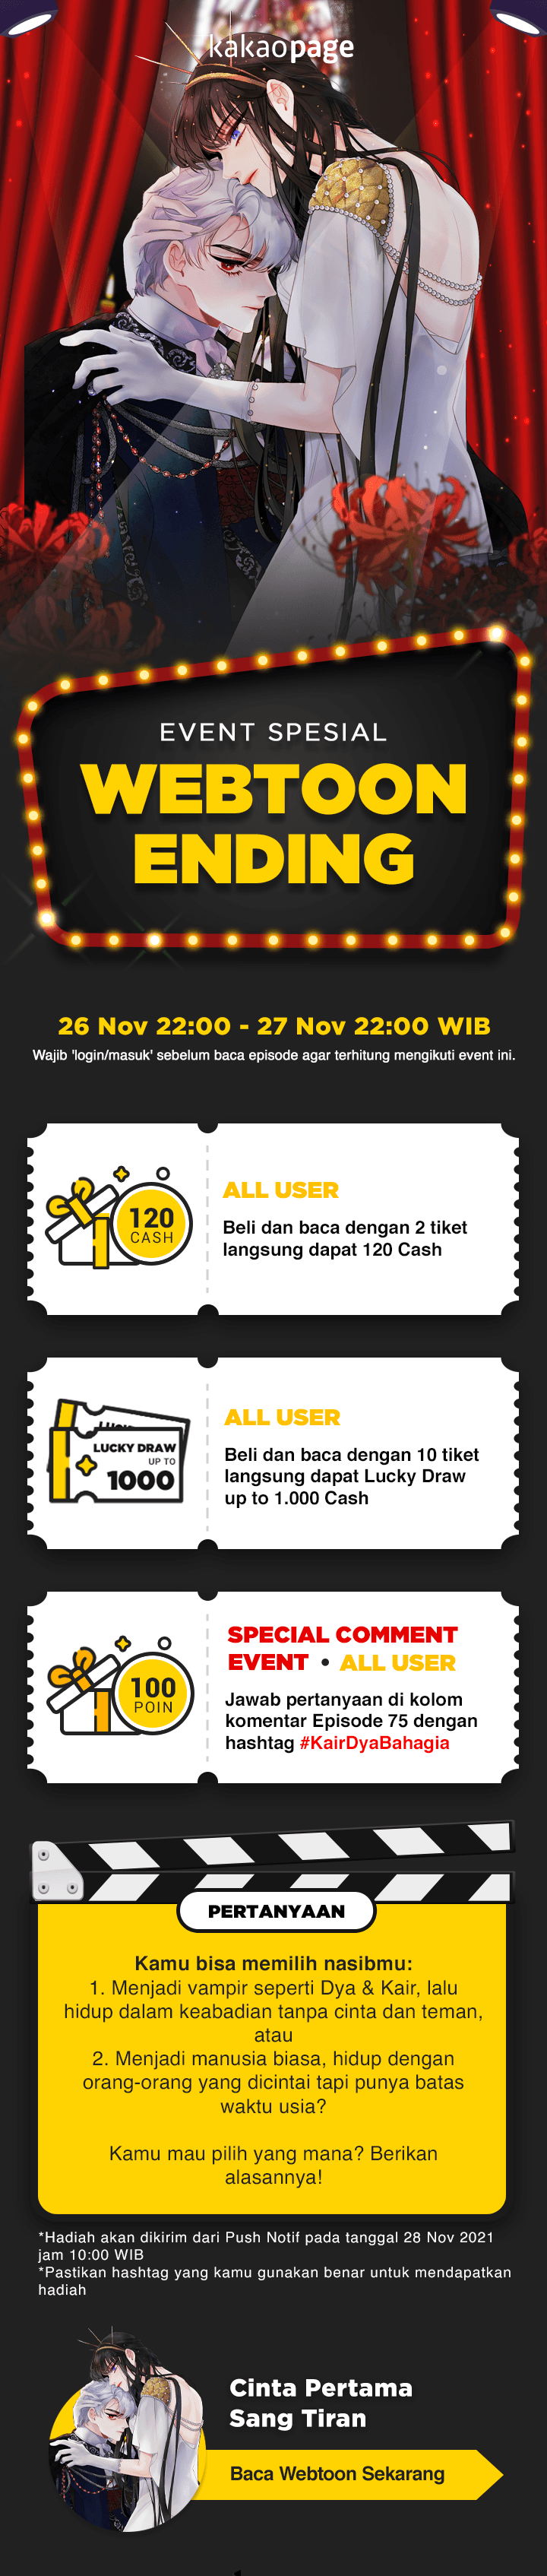 kakaopage
EVENT SPESIAL
WEBTOON
ENDING
26 Nov 22:00 - 27 Nov 22:00 WIB
Wajib 'login/masuk' sebelum baca episode agar terhitung mengikuti event ini.
120
CASH
ALL USER
Beli dan baca dengan 2 tiket
langsung dapat 120 Cash
LUCKY DRAW
UP TO
1000
ALL USER
Beli dan baca dengan 10 tiket
langsung dapat Lucky Draw
up to 1.000 Cash
100
POIN
SPECIAL COMMENT
EVENT • ALL USER
Jawab pertanyaan di kolom
komentar Episode 75 dengan
hashtag #KairDyaBahagia
PERTANYAAN
Kamu bisa memilih nasibmu:
1. Menjadi vampir seperti Dya & Kair, lalu
hidup dalam keabadian tanpa cinta dan teman,
atau
2. Menjadi manusia biasa, hidup dengan
orang-orang yang dicintai tapi punya batas
waktu usia?
Kamu mau pilih yang mana? Berikan
alasannya!
*Hadiah akan dikirim dari Push Notif pada tanggal 28 Nov 2021
jam 10:00 WIB
*Pastikan hashtag yang kamu gunakan benar untuk mendapatkan
hadiah
Cinta Pertama
Sang Tiran
Baca Webtoon Sekarang